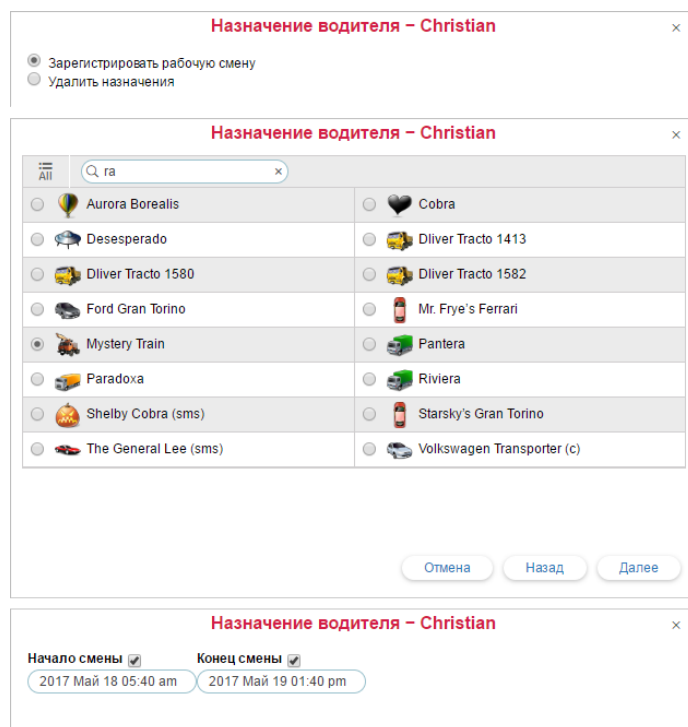 Назначение водителя – Christian ×
Зарегистрировать рабочую смену
Удалить назначения
Назначение водителя – Christian ×
All ra ×
Aurora Borealis Cobra
Desesperado Dliver Tracto 1413
Dliver Tracto 1580 Dliver Tracto 1582
Ford Gran Torino Mr. Frye's Ferrari
Mystery Train Pantera
Paradoxa Riviera
Shelby Cobra (sms) Starsky's Gran Torino
The General Lee (sms) Volkswagen Transporter (c)
Отмена Назад Далее
Назначение водителя – Christian ×
Начало смены Конец смены
2017 Май 18 05:40 am 2017 Май 19 01:40 pm